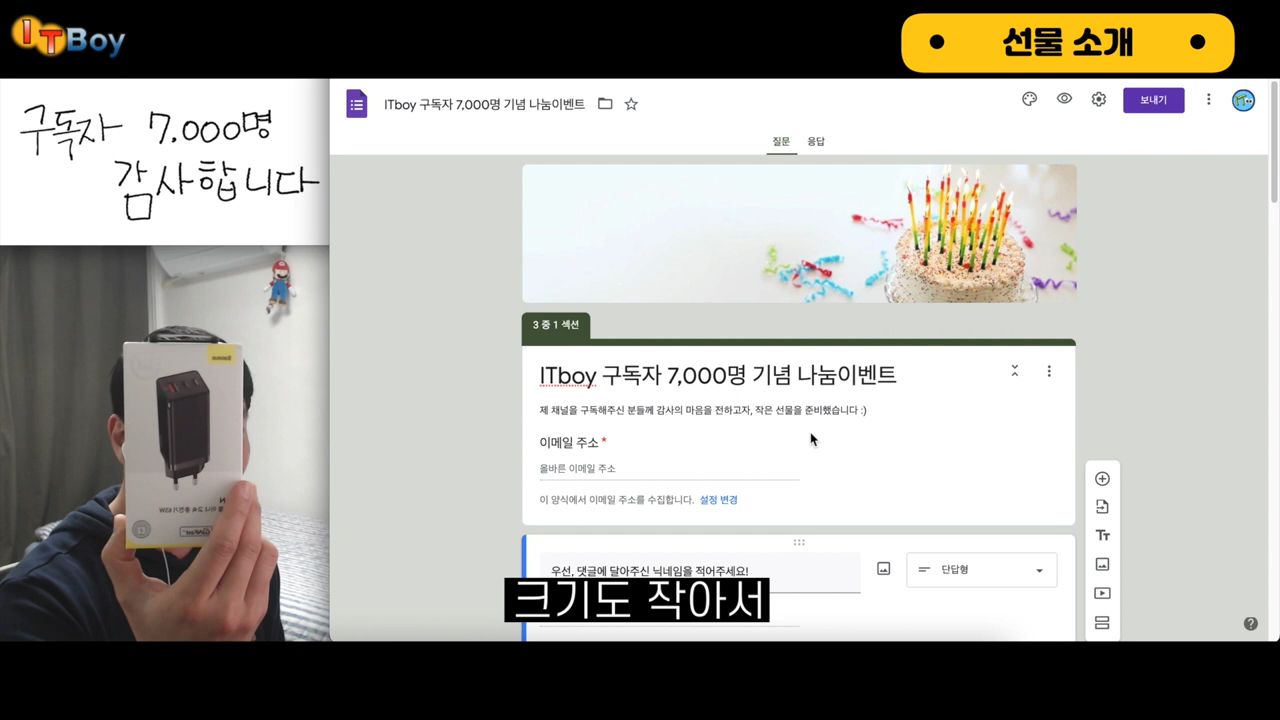 ITBoy
선물 소개
구독자 7.000명
감사합니다
ITboy 구독자 7,000명 기념 나눔이벤트
보내기
질문 응답
3 중 1 섹션
ITboy 구독자 7,000명 기념 나눔이벤트
제 채널을 구독해주신 분들께 감사의 마음을 전하고자, 작은 선물을 준비했습니다 :)
이메일 주소 *
올바른 이메일 주소
이 양식에서 이메일 주소를 수집합니다. 설정 변경
우선, 댓글에 달아주신 닉네임을 적어주세요!
단답형
Tт
크기도 작아서
baseus